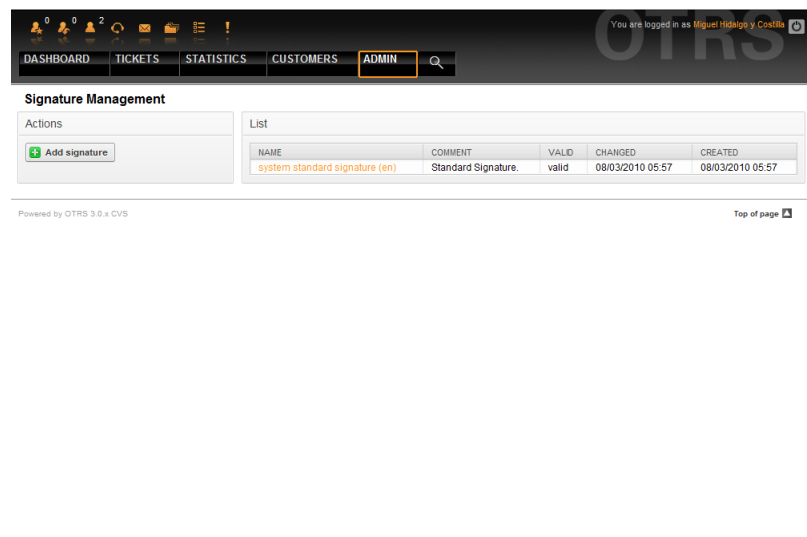 0 0 2
You are logged in as Miguel Hidalgo y Costilla
OTRS
DASHBOARD TICKETS STATISTICS CUSTOMERS ADMIN
Signature Management
Actions
Add signature
List
NAME COMMENT VALID CHANGED CREATED
system standard signature (en) Standard Signature. valid 08/03/2010 05:57 08/03/2010 05:57
Powered by OTRS 3.0.x CVS
Top of page